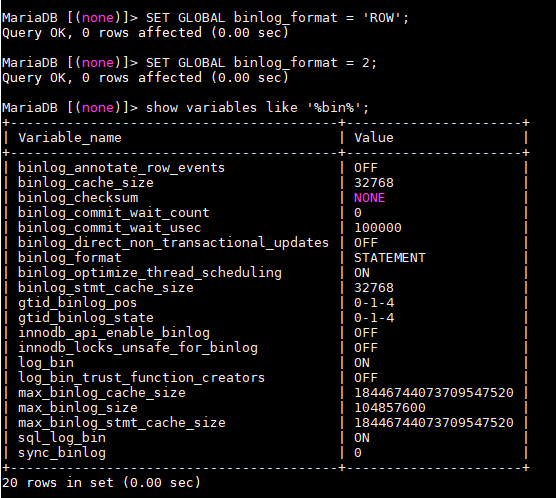 MariaDB [(none)]> SET GLOBAL binlog_format = 'ROW';
Query OK, 0 rows affected (0.00 sec)

MariaDB [(none)]> SET GLOBAL binlog_format = 2;
Query OK, 0 rows affected (0.00 sec)

MariaDB [(none)]> show variables like '%bin%';
+-----------------------------------------+----------------------+
| Variable_name                           | Value                |
+-----------------------------------------+----------------------+
| binlog_annotate_row_events              | OFF                  |
| binlog_cache_size                       | 32768                |
| binlog_checksum                         | NONE                 |
| binlog_commit_wait_count                | 0                    |
| binlog_commit_wait_usec                 | 100000               |
| binlog_direct_non_transactional_updates | OFF                  |
| binlog_format                           | STATEMENT            |
| binlog_optimize_thread_scheduling       | ON                   |
| binlog_stmt_cache_size                  | 32768                |
| gtid_binlog_pos                         | 0-1-4                |
| gtid_binlog_state                       | 0-1-4                |
| innodb_api_enable_binlog                | OFF                  |
| innodb_locks_unsafe_for_binlog          | OFF                  |
| log_bin                                 | ON                   |
| log_bin_trust_function_creators         | OFF                  |
| max_binlog_cache_size                   | 18446744073709547520 |
| max_binlog_size                         | 104857600            |
| max_binlog_stmt_cache_size              | 18446744073709547520 |
| sql_log_bin                             | ON                   |
| sync_binlog                             | 0                    |
+-----------------------------------------+----------------------+
20 rows in set (0.00 sec)